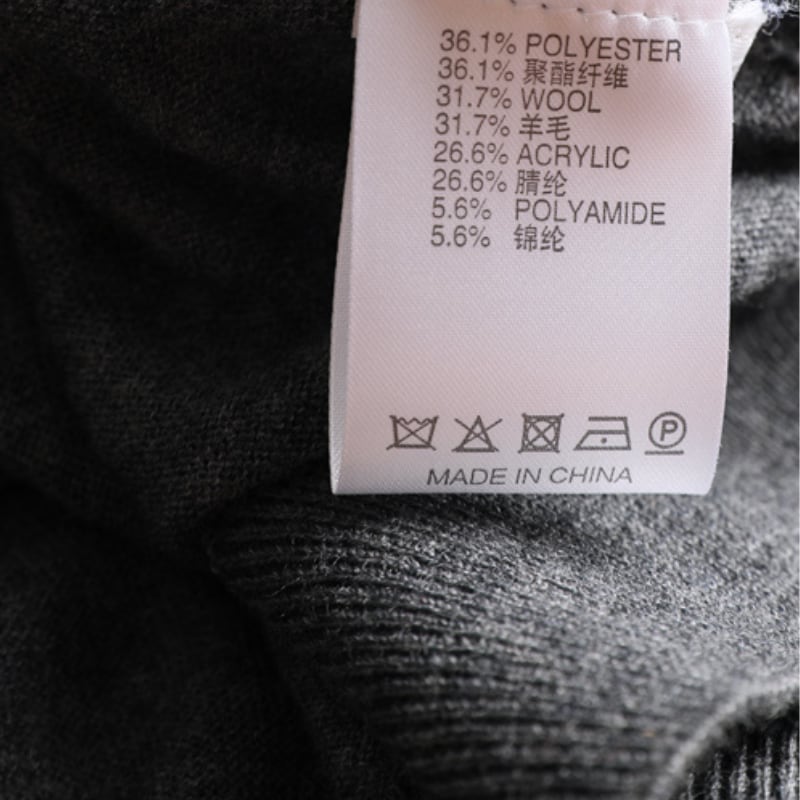 36.1% POLYESTER
36.1% 聚酯纤维
31.7% WOOL
31.7% 羊毛
26.6% ACRYLIC
26.6% 腈纶
5.6% POLYAMIDE
5.6% 锦纶
P
MADE IN CHINA